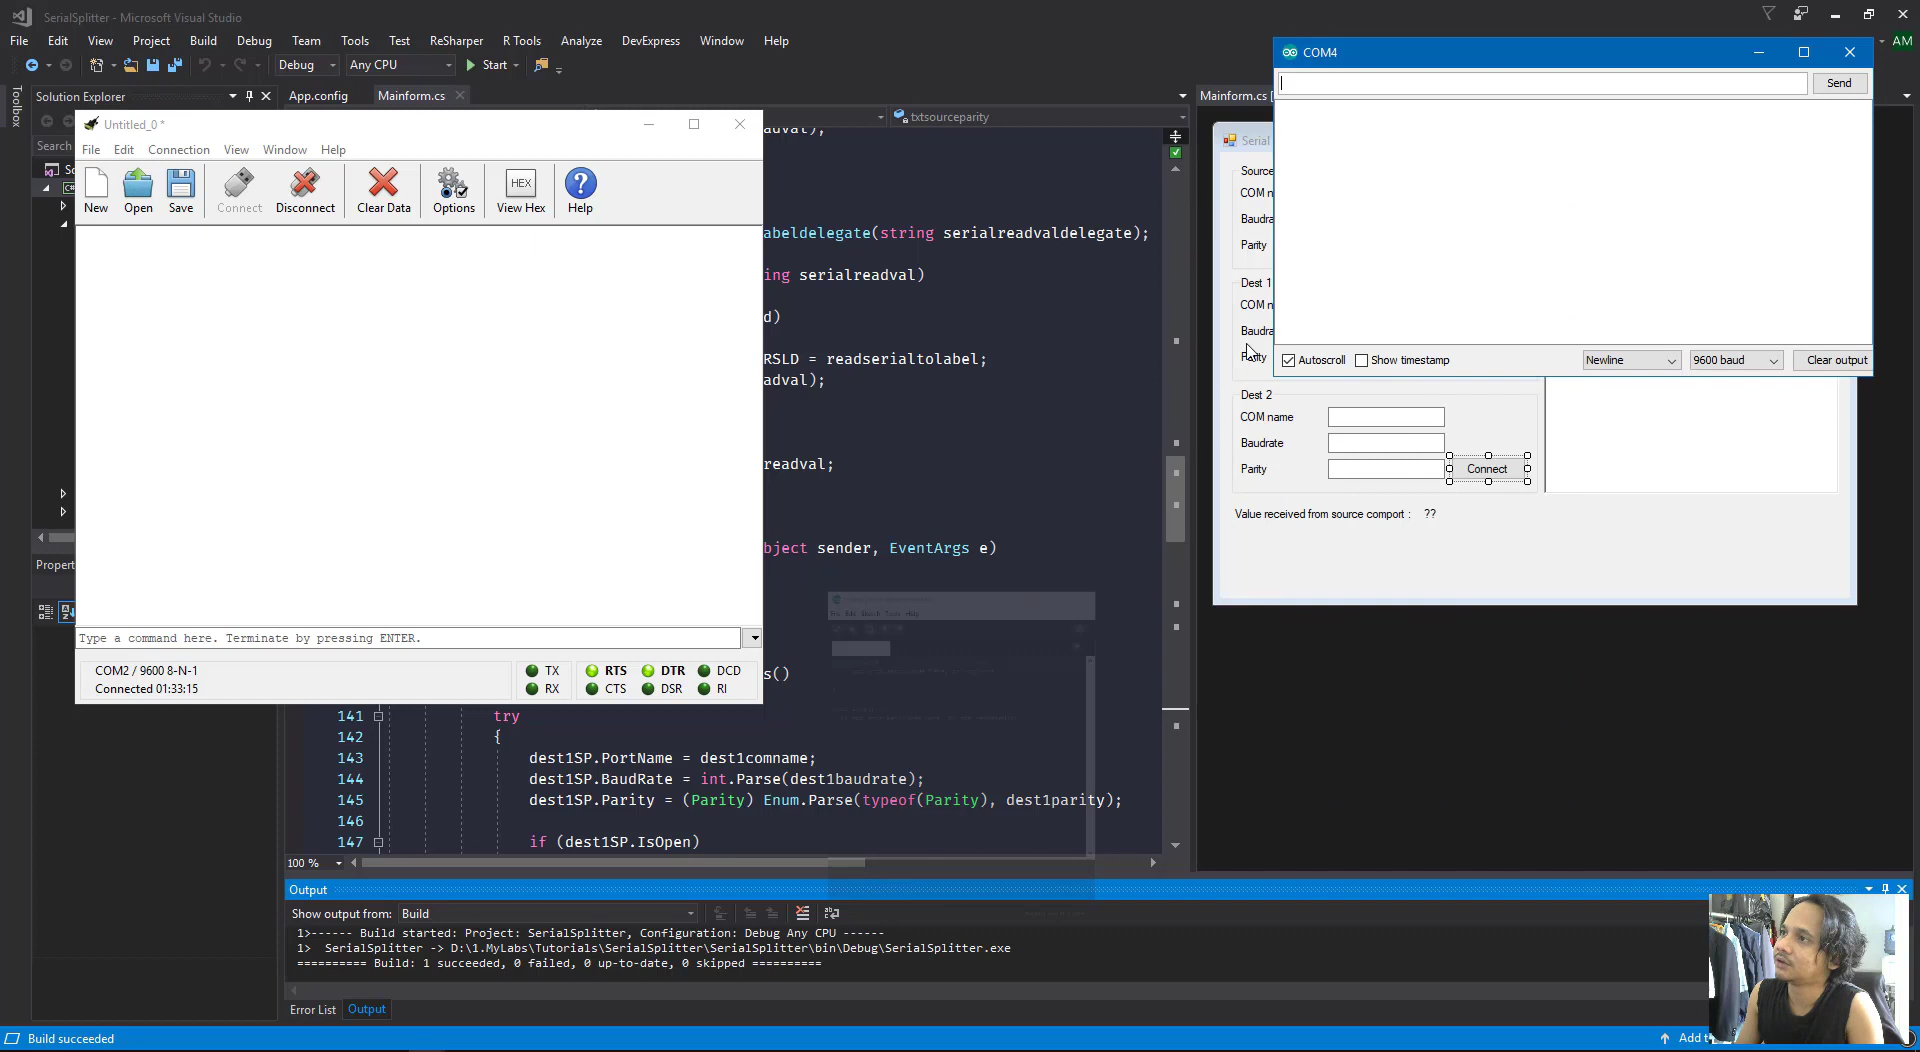 SerialSplitter - Microsoft Visual Studio
File Edit View Project Build Debug Team Tools Test ReSharper R Tools Analyze DevExpress Window Help
Debug Any CPU Start
AM
Toolbox
Solution Explorer
App.config Mainform.cs
Mainform.cs [
txtsourceparity
Search
Untitled_0 *
File Edit Connection View Window Help
HEX
New Open Save Connect Disconnect Clear Data Options View Hex Help
Type a command here. Terminate by pressing ENTER.
COM2 / 9600 8-N-1
Connected 01:33:15
TX RTS DTR DCD
RX CTS DSR RI
Propert
adval);
abeldelegate(string serialreadvaldelegate);
ing serialreadval)
d)
RSLD = readserialtolabel;
adval);
readval;
bject sender, EventArgs e)
s()
141 try
142 {
143 dest1SP.PortName = dest1comname;
144 dest1SP.BaudRate = int.Parse(dest1baudrate);
145 dest1SP.Parity = (Parity) Enum.Parse(typeof(Parity), dest1parity);
146
147 if (dest1SP.IsOpen)
100 %
COM4
Send
Autoscroll Show timestamp Newline 9600 baud Clear output
Serial
Source
COM n
Baudra
Parity
Dest 1
COM n
Baudra
Parity
Dest 2
COM name
Baudrate
Parity
Connect
Value received from source comport : ??
Output
Show output from: Build
1>------ Build started: Project: SerialSplitter, Configuration: Debug Any CPU ------
1> SerialSplitter -> D:\1.MyLabs\Tutorials\SerialSplitter\SerialSplitter\bin\Debug\SerialSplitter.exe
========== Build: 1 succeeded, 0 failed, 0 up-to-date, 0 skipped ==========
Error List Output
Build succeeded
Add t